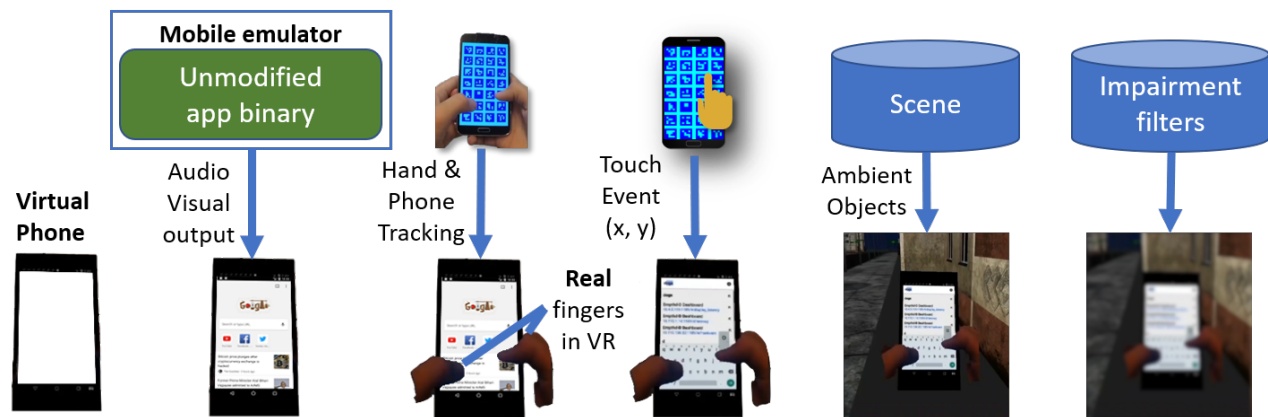 Mobile emulator
Unmodified
app binary
Scene
Impairment
filters
Audio
Visual
output
Hand &
Phone
Tracking
Touch
Event
(x, y)
Ambient
Objects
Virtual
Phone
Real
fingers
in VR
Google